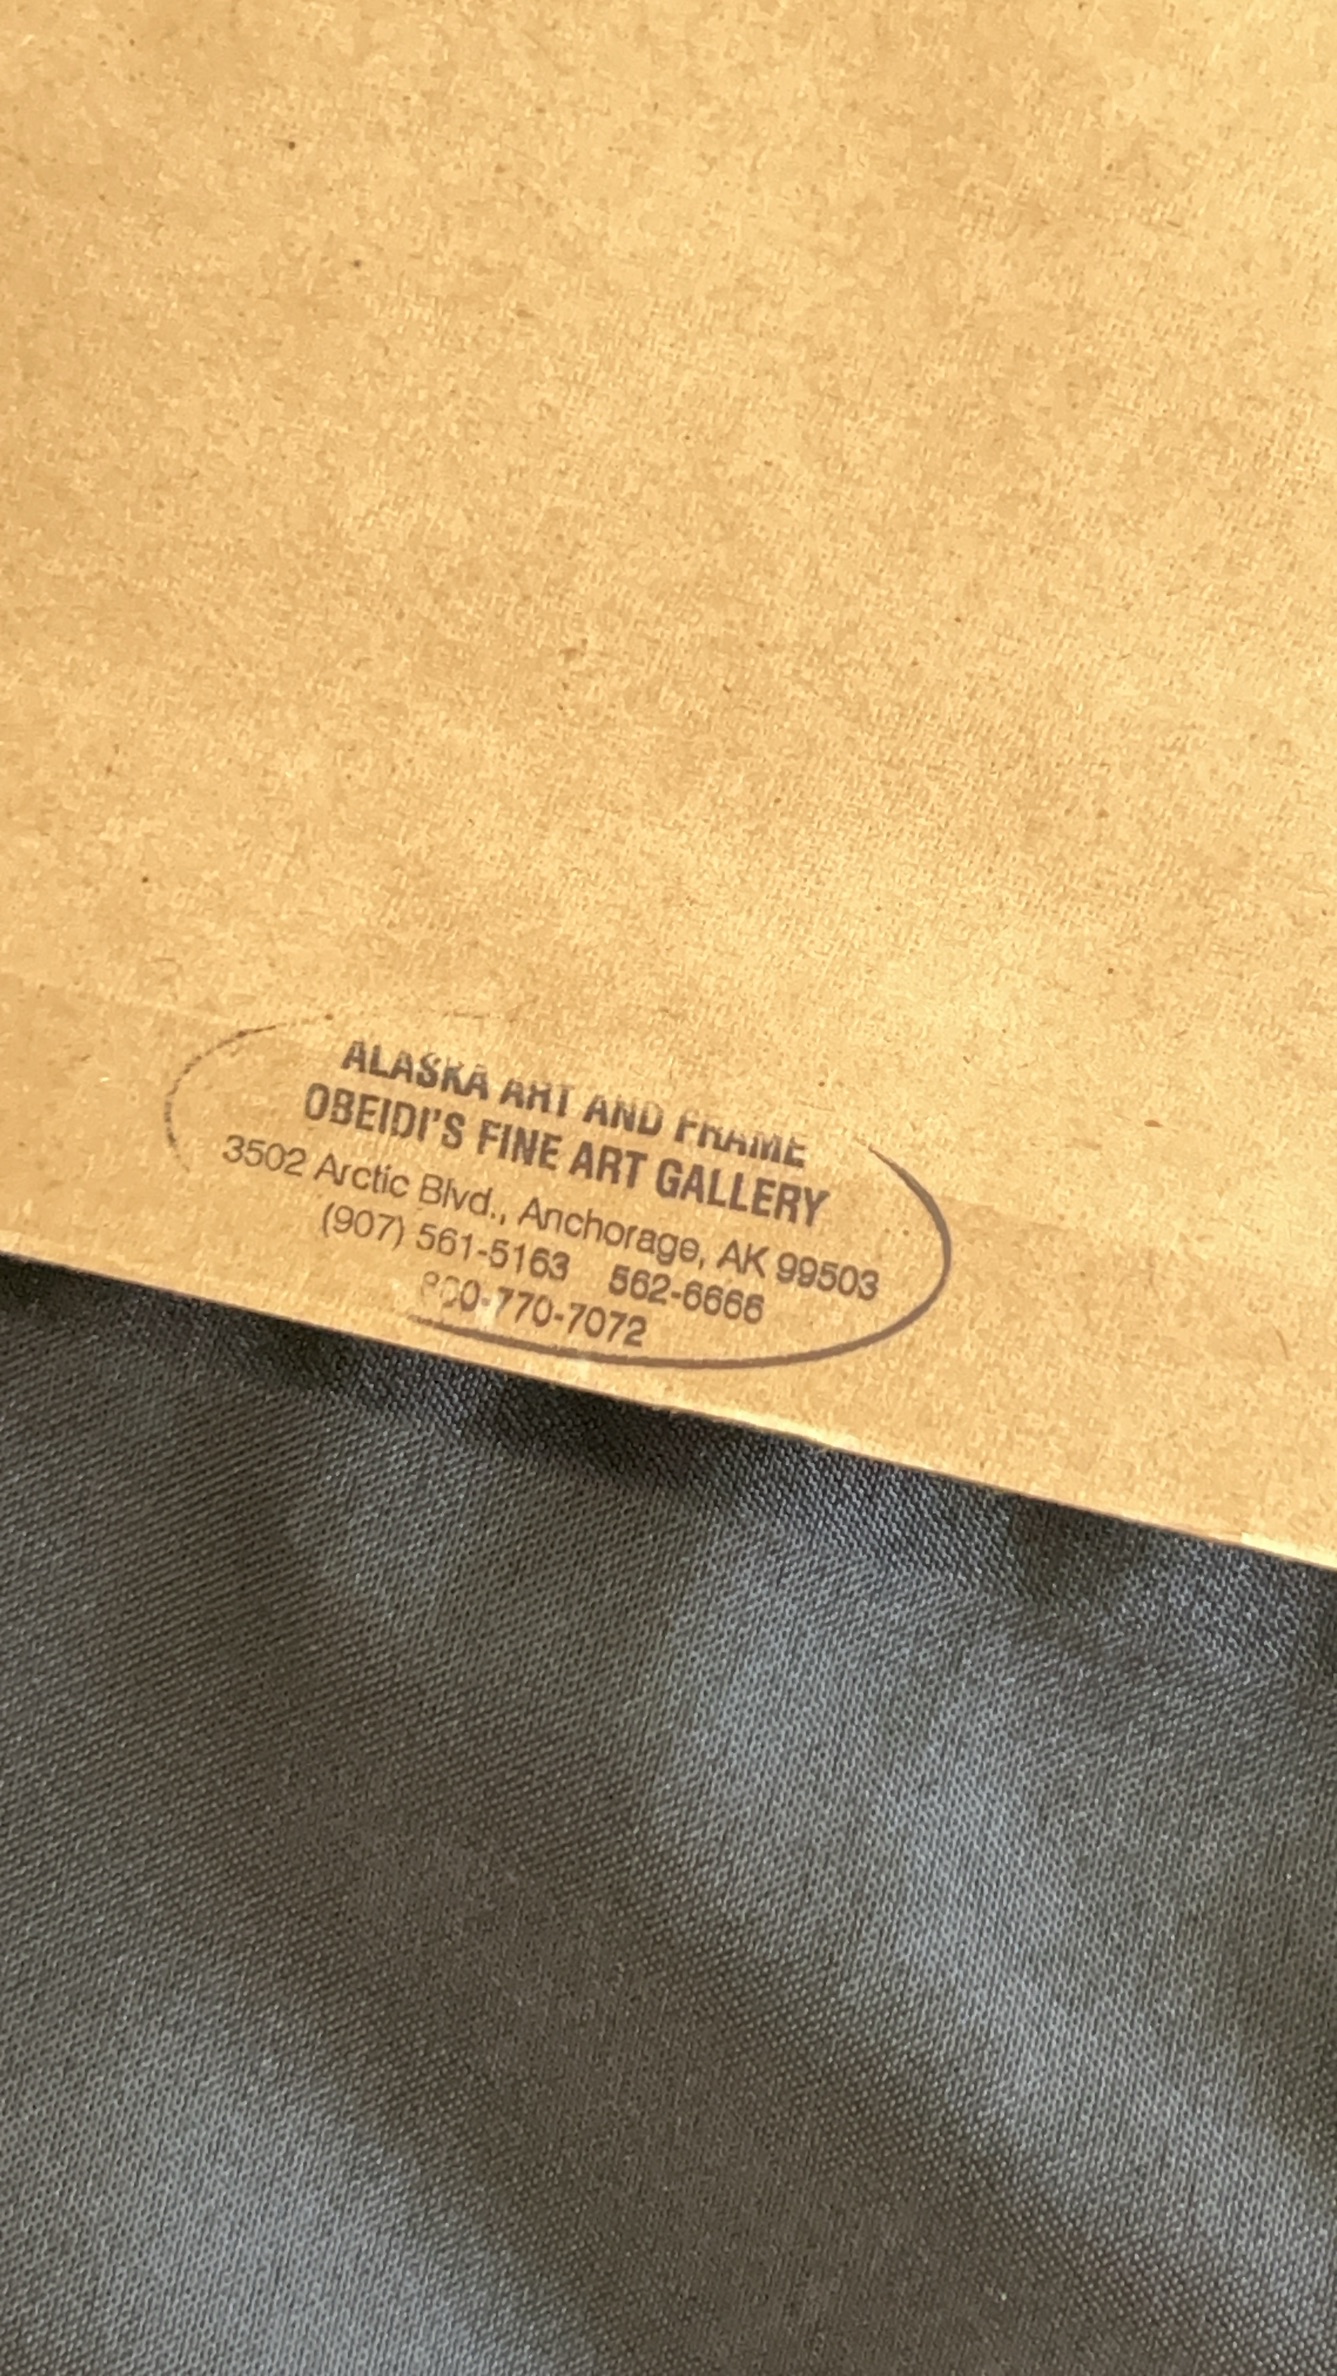 ALASKA ART AND FRAME
OBEIDI'S FINE ART GALLERY
3502 Arctic Blvd., Anchorage, AK 99503
(907) 561-5163 562-6666
800-770-7072